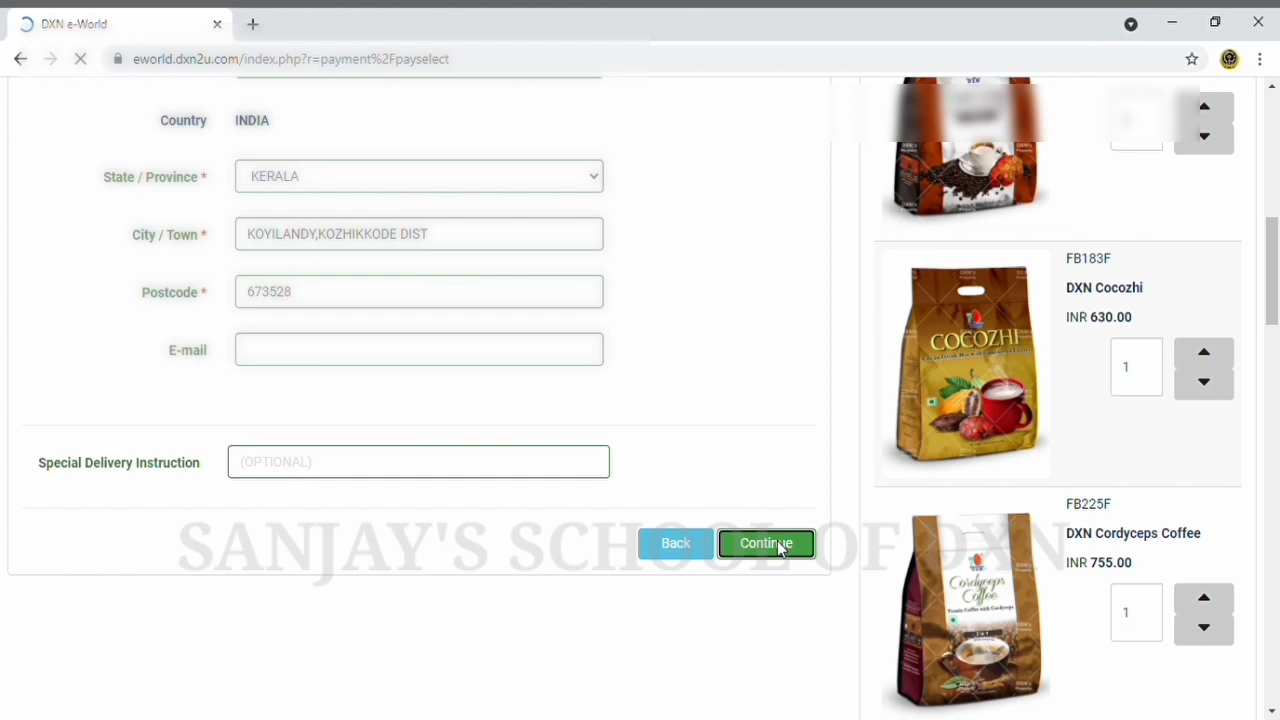 DXN e-World
eworld.dxn2u.com/index.php?r=payment%2Fpayselect
Country INDIA
State / Province * KERALA
City / Town * KOYILANDY,KOZHIKKODE DIST
Postcode * 673528
E-mail
Special Delivery Instruction (OPTIONAL)
Back Continue
SANJAY'S SCHOOL OF DXN
FB183F
DXN Cocozhi
INR 630.00
1
COCOZHI
FB225F
DXN Cordyceps Coffee
INR 755.00
1
Cordyceps
Coffee